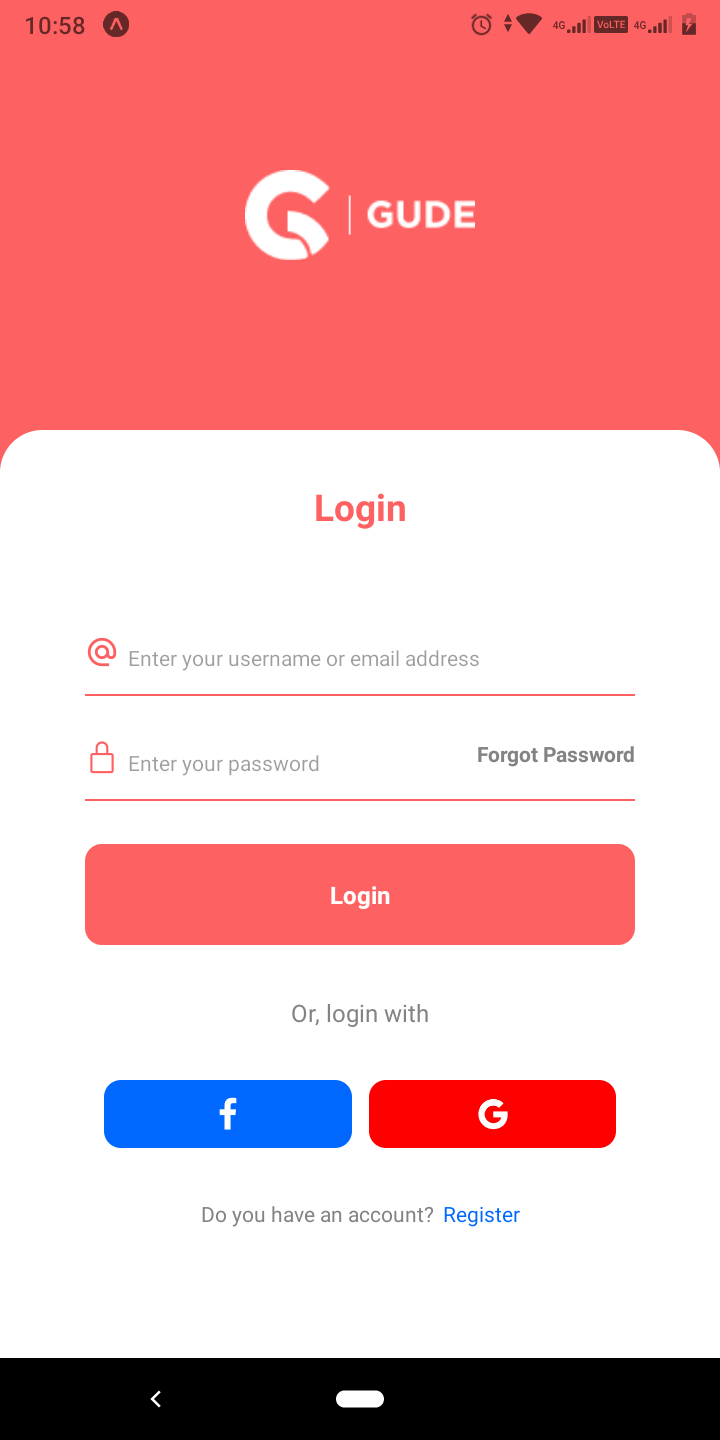 10:58
4G VoLTE 4G
GUDE
Login
Enter your username or email address
Enter your password
Forgot Password
Login
Or, login with
Do you have an account? Register